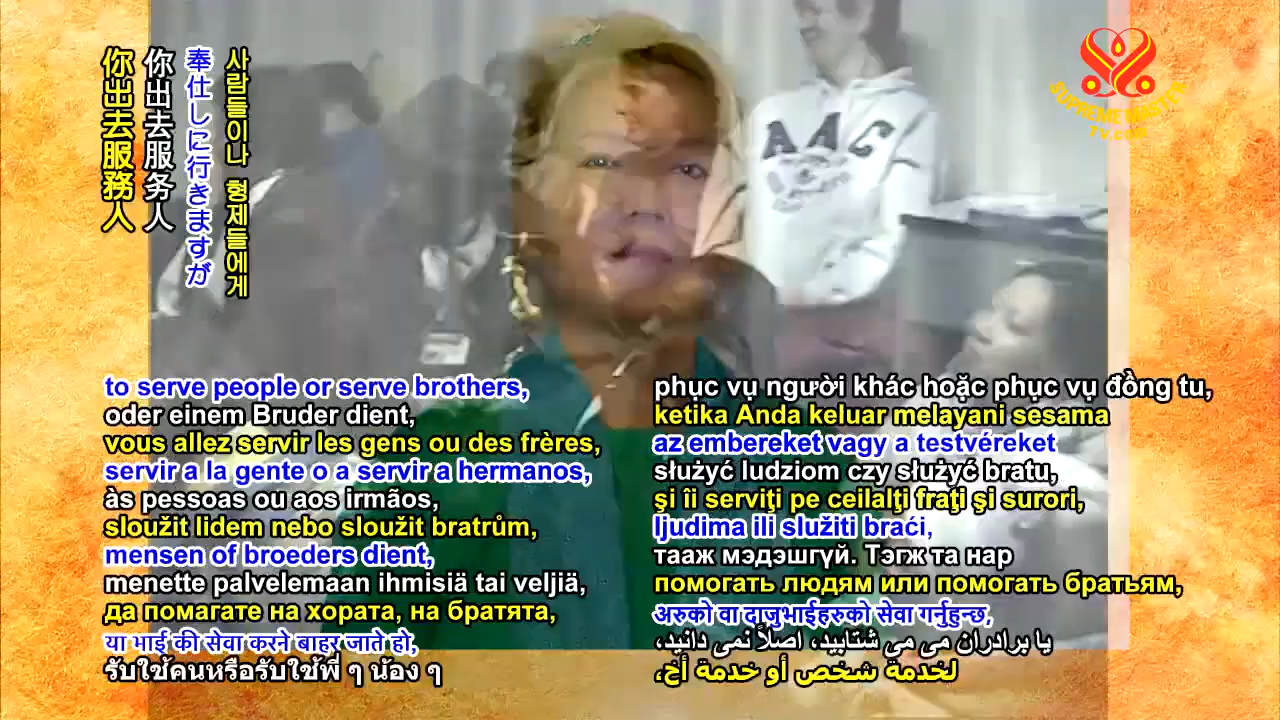 你出去服務人
你出去服务人
奉仕しに行きますが
사람들이나 형제들에게
AAC
SUPREME MASTER
TV.com
to serve people or serve brothers,
oder einem Bruder dient,
vous allez servir les gens ou des frères,
servir a la gente o a servir a hermanos,
às pessoas ou aos irmãos,
sloužit lidem nebo sloužit bratrům,
mensen of broeders dient,
menette palvelemaan ihmisiä tai veljiä,
да помагате на хората, на братята,
या भाई की सेवा करने बाहर जाते हो,
รับใช้คนหรือรับใช้พี่ ๆ น้อง ๆ
phục vụ người khác hoặc phục vụ đồng tu,
ketika Anda keluar melayani sesama
az embereket vagy a testvéreket
służyć ludziom czy służyć bratu,
şi îi serviţi pe ceilalţi fraţi şi surori,
ljudima ili služiti braći,
тааж мэдэшгүй. Тэгж та нар
помогать людям или помогать братьям,
अरुको वा दाजुभाईहरुको सेवा गर्नुहुन्छ,
یا برادران می می شتابید، اصلاً نمی دانید،
لخدمة شخص أو خدمة أخ،